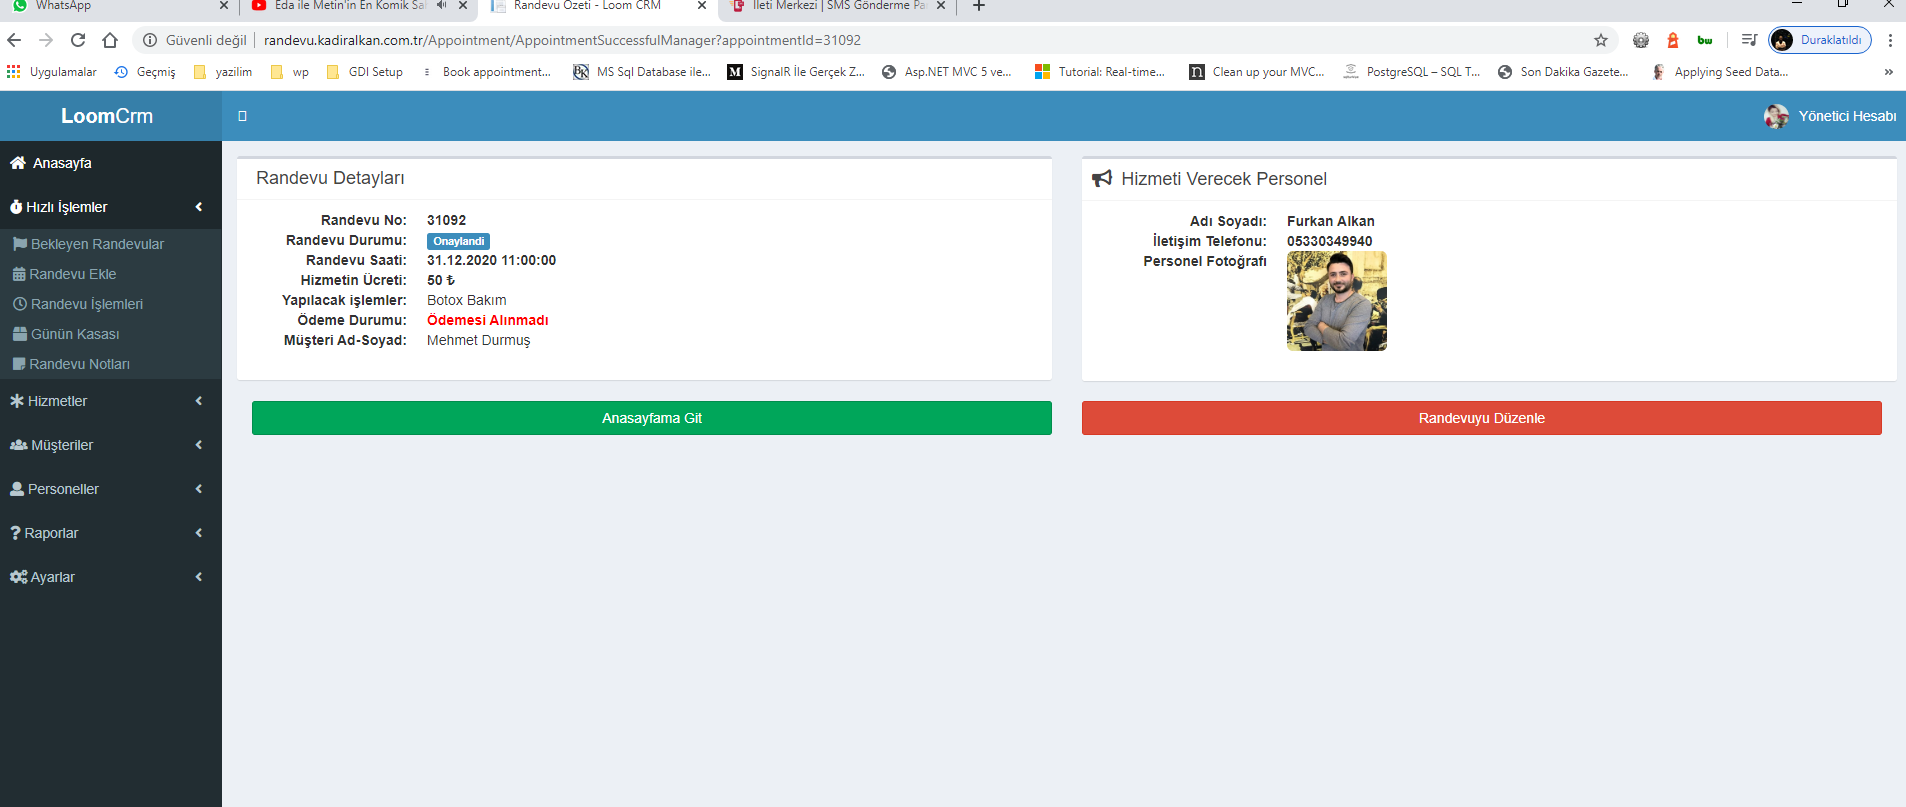 WhatsApp
Eda ile Metin'in En Komik Sah
Randevu Özeti - Loom CRM
İleti Merkezi | SMS Gönderme Pa
Güvenli değil
randevu.kadiralkan.com.tr/Appointment/AppointmentSuccessfulManager?appointmentId=31092
bw
Duraklatıldı
Uygulamalar
Geçmiş
yazilim
wp
GDI Setup
Book appointment...
BK MS Sql Database ile...
M SignalR İle Gerçek Z...
Asp.NET MVC 5 ve...
Tutorial: Real-time...
n Clean up your MVC...
PostgreSQL – SQL T...
Son Dakika Gazete...
Applying Seed Data...
»
LoomCrm
Yönetici Hesabı
Anasayfa
Hızlı İşlemler
Bekleyen Randevular
Randevu Ekle
Randevu İşlemleri
Günün Kasası
Randevu Notları
Hizmetler
Müşteriler
Personeller
Raporlar
Ayarlar
Randevu Detayları
Randevu No: 31092
Randevu Durumu: Onaylandi
Randevu Saati: 31.12.2020 11:00:00
Hizmetin Ücreti: 50 ₺
Yapılacak işlemler: Botox Bakım
Ödeme Durumu: Ödemesi Alınmadı
Müşteri Ad-Soyad: Mehmet Durmuş
Hizmeti Verecek Personel
Adı Soyadı: Furkan Alkan
İletişim Telefonu: 05330349940
Personel Fotoğrafı
Anasayfama Git
Randevuyu Düzenle